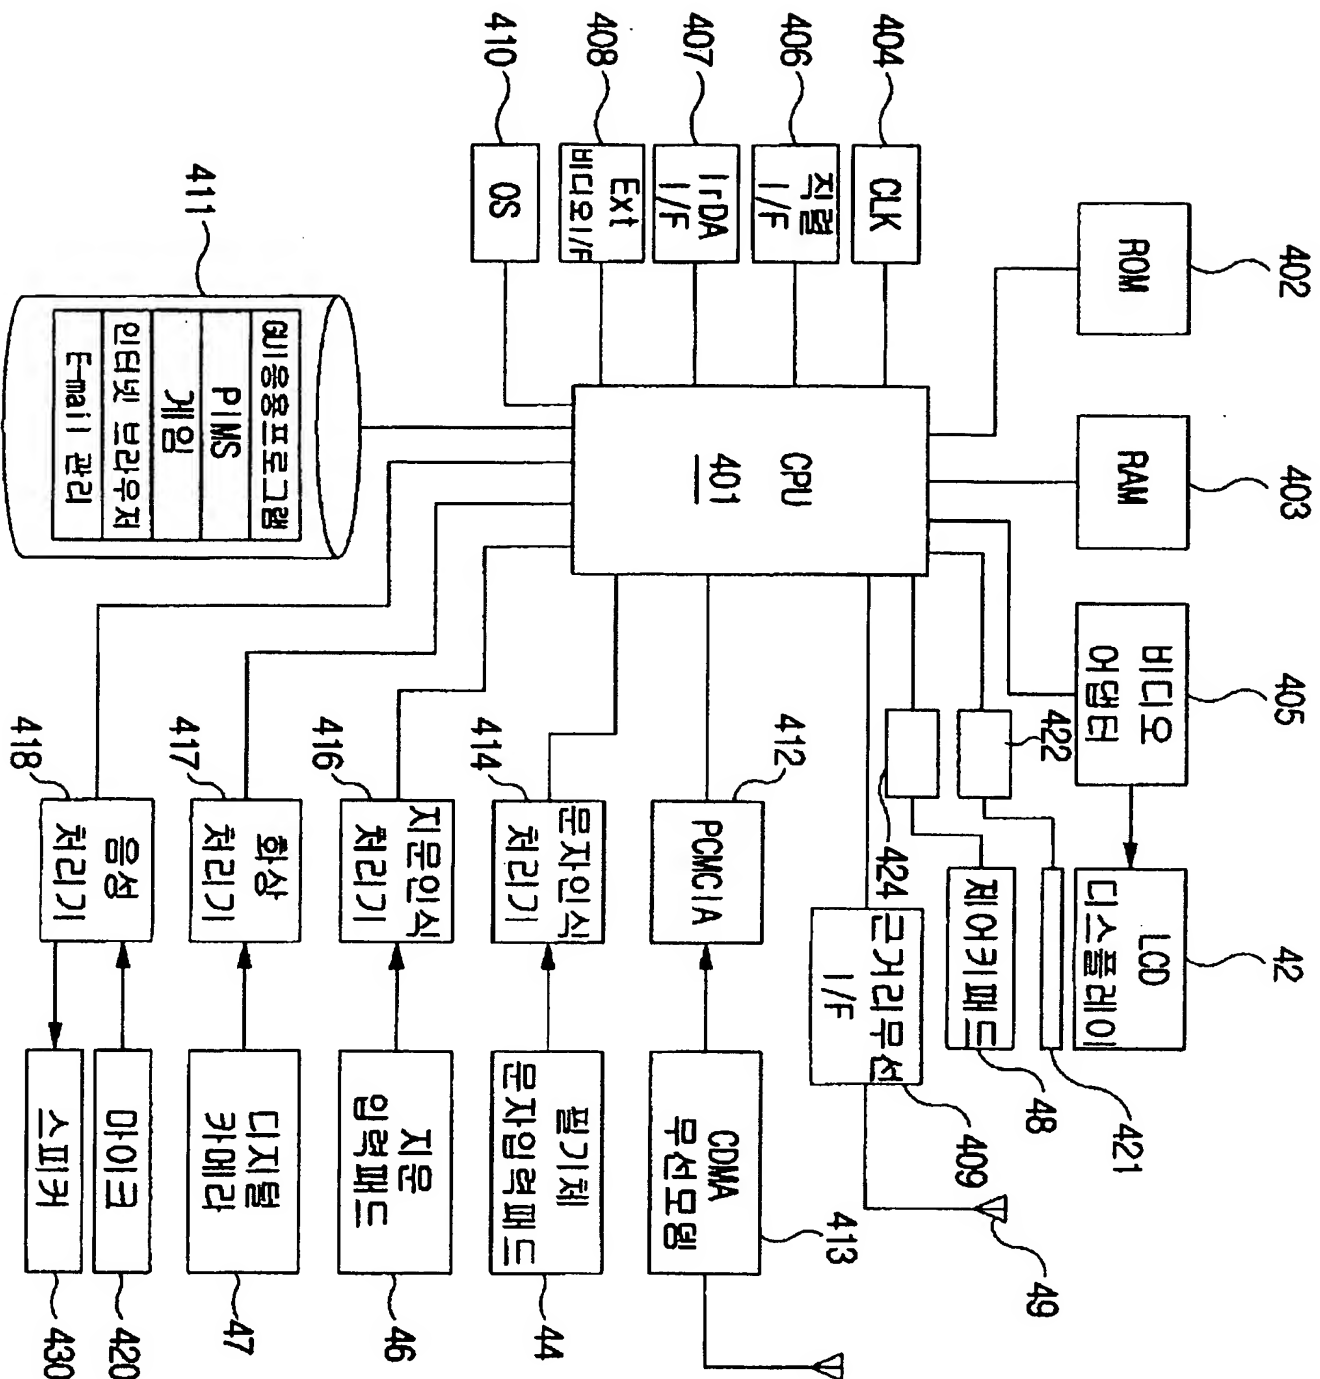 402
ROM
403
RAM
405
비디오
어댑터
42
LCD
디스플레이
422
421
404
CLK
406
직렬
I/F
407
IrDA
I/F
408
Ext
비디오I/F
410
OS
CPU
401
424
제어키패드
48
근거리무선
I/F
409
49
411
GUI응용프로그램
PIMS
게임
인터넷 브라우저
E-mail 관리
412
PCMCIA
CDMA
무선모뎀
413
414
문자인식
처리기
필기체
문자입력패드
44
416
지문인식
처리기
지문
입력패드
46
417
화상
처리기
디지털
카메라
47
418
음성
처리기
마이크
420
스피커
430